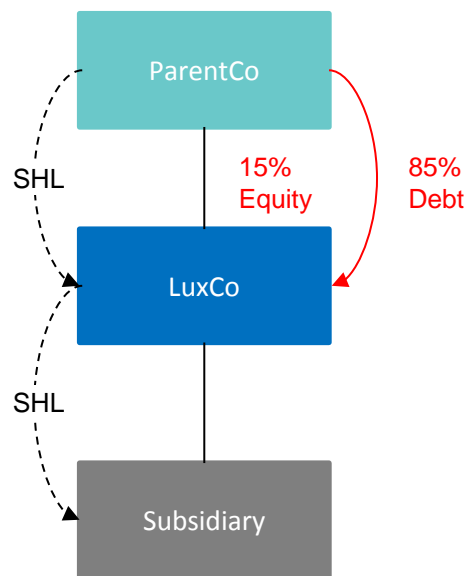 ParentCo
SHL
15%
Equity
85%
Debt
LuxCo
SHL
Subsidiary